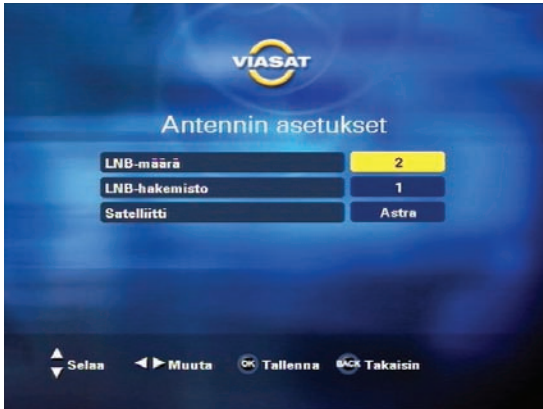 VIASAT
Antennin asetukset
LNB-määrä 2
LNB-hakemisto 1
Satelliitti Astra
Selaa Muuta OK Tallenna BACK Takaisin